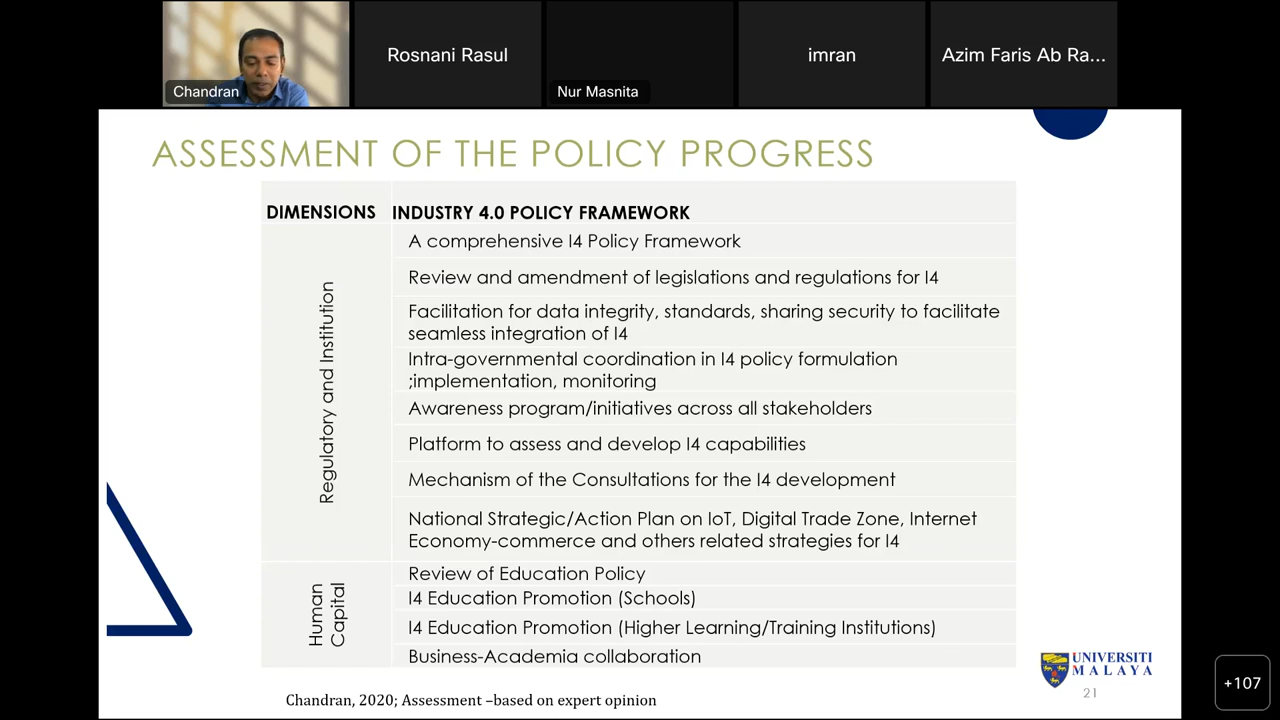 Chandran
Rosnani Rasul
Nur Masnita
imran
Azim Faris Ab Ra...
ASSESSMENT OF THE POLICY PROGRESS
DIMENSIONS
INDUSTRY 4.0 POLICY FRAMEWORK
Regulatory and Institution
A comprehensive I4 Policy Framework
Review and amendment of legislations and regulations for I4
Facilitation for data integrity, standards, sharing security to facilitate
seamless integration of I4
Intra-governmental coordination in I4 policy formulation
;implementation, monitoring
Awareness program/initiatives across all stakeholders
Platform to assess and develop I4 capabilities
Mechanism of the Consultations for the I4 development
National Strategic/Action Plan on IoT, Digital Trade Zone, Internet
Economy-commerce and others related strategies for I4
Human
Capital
Review of Education Policy
I4 Education Promotion (Schools)
I4 Education Promotion (Higher Learning/Training Institutions)
Business-Academia collaboration
Chandran, 2020; Assessment –based on expert opinion
UNIVERSITI
MALAYA
21
+107